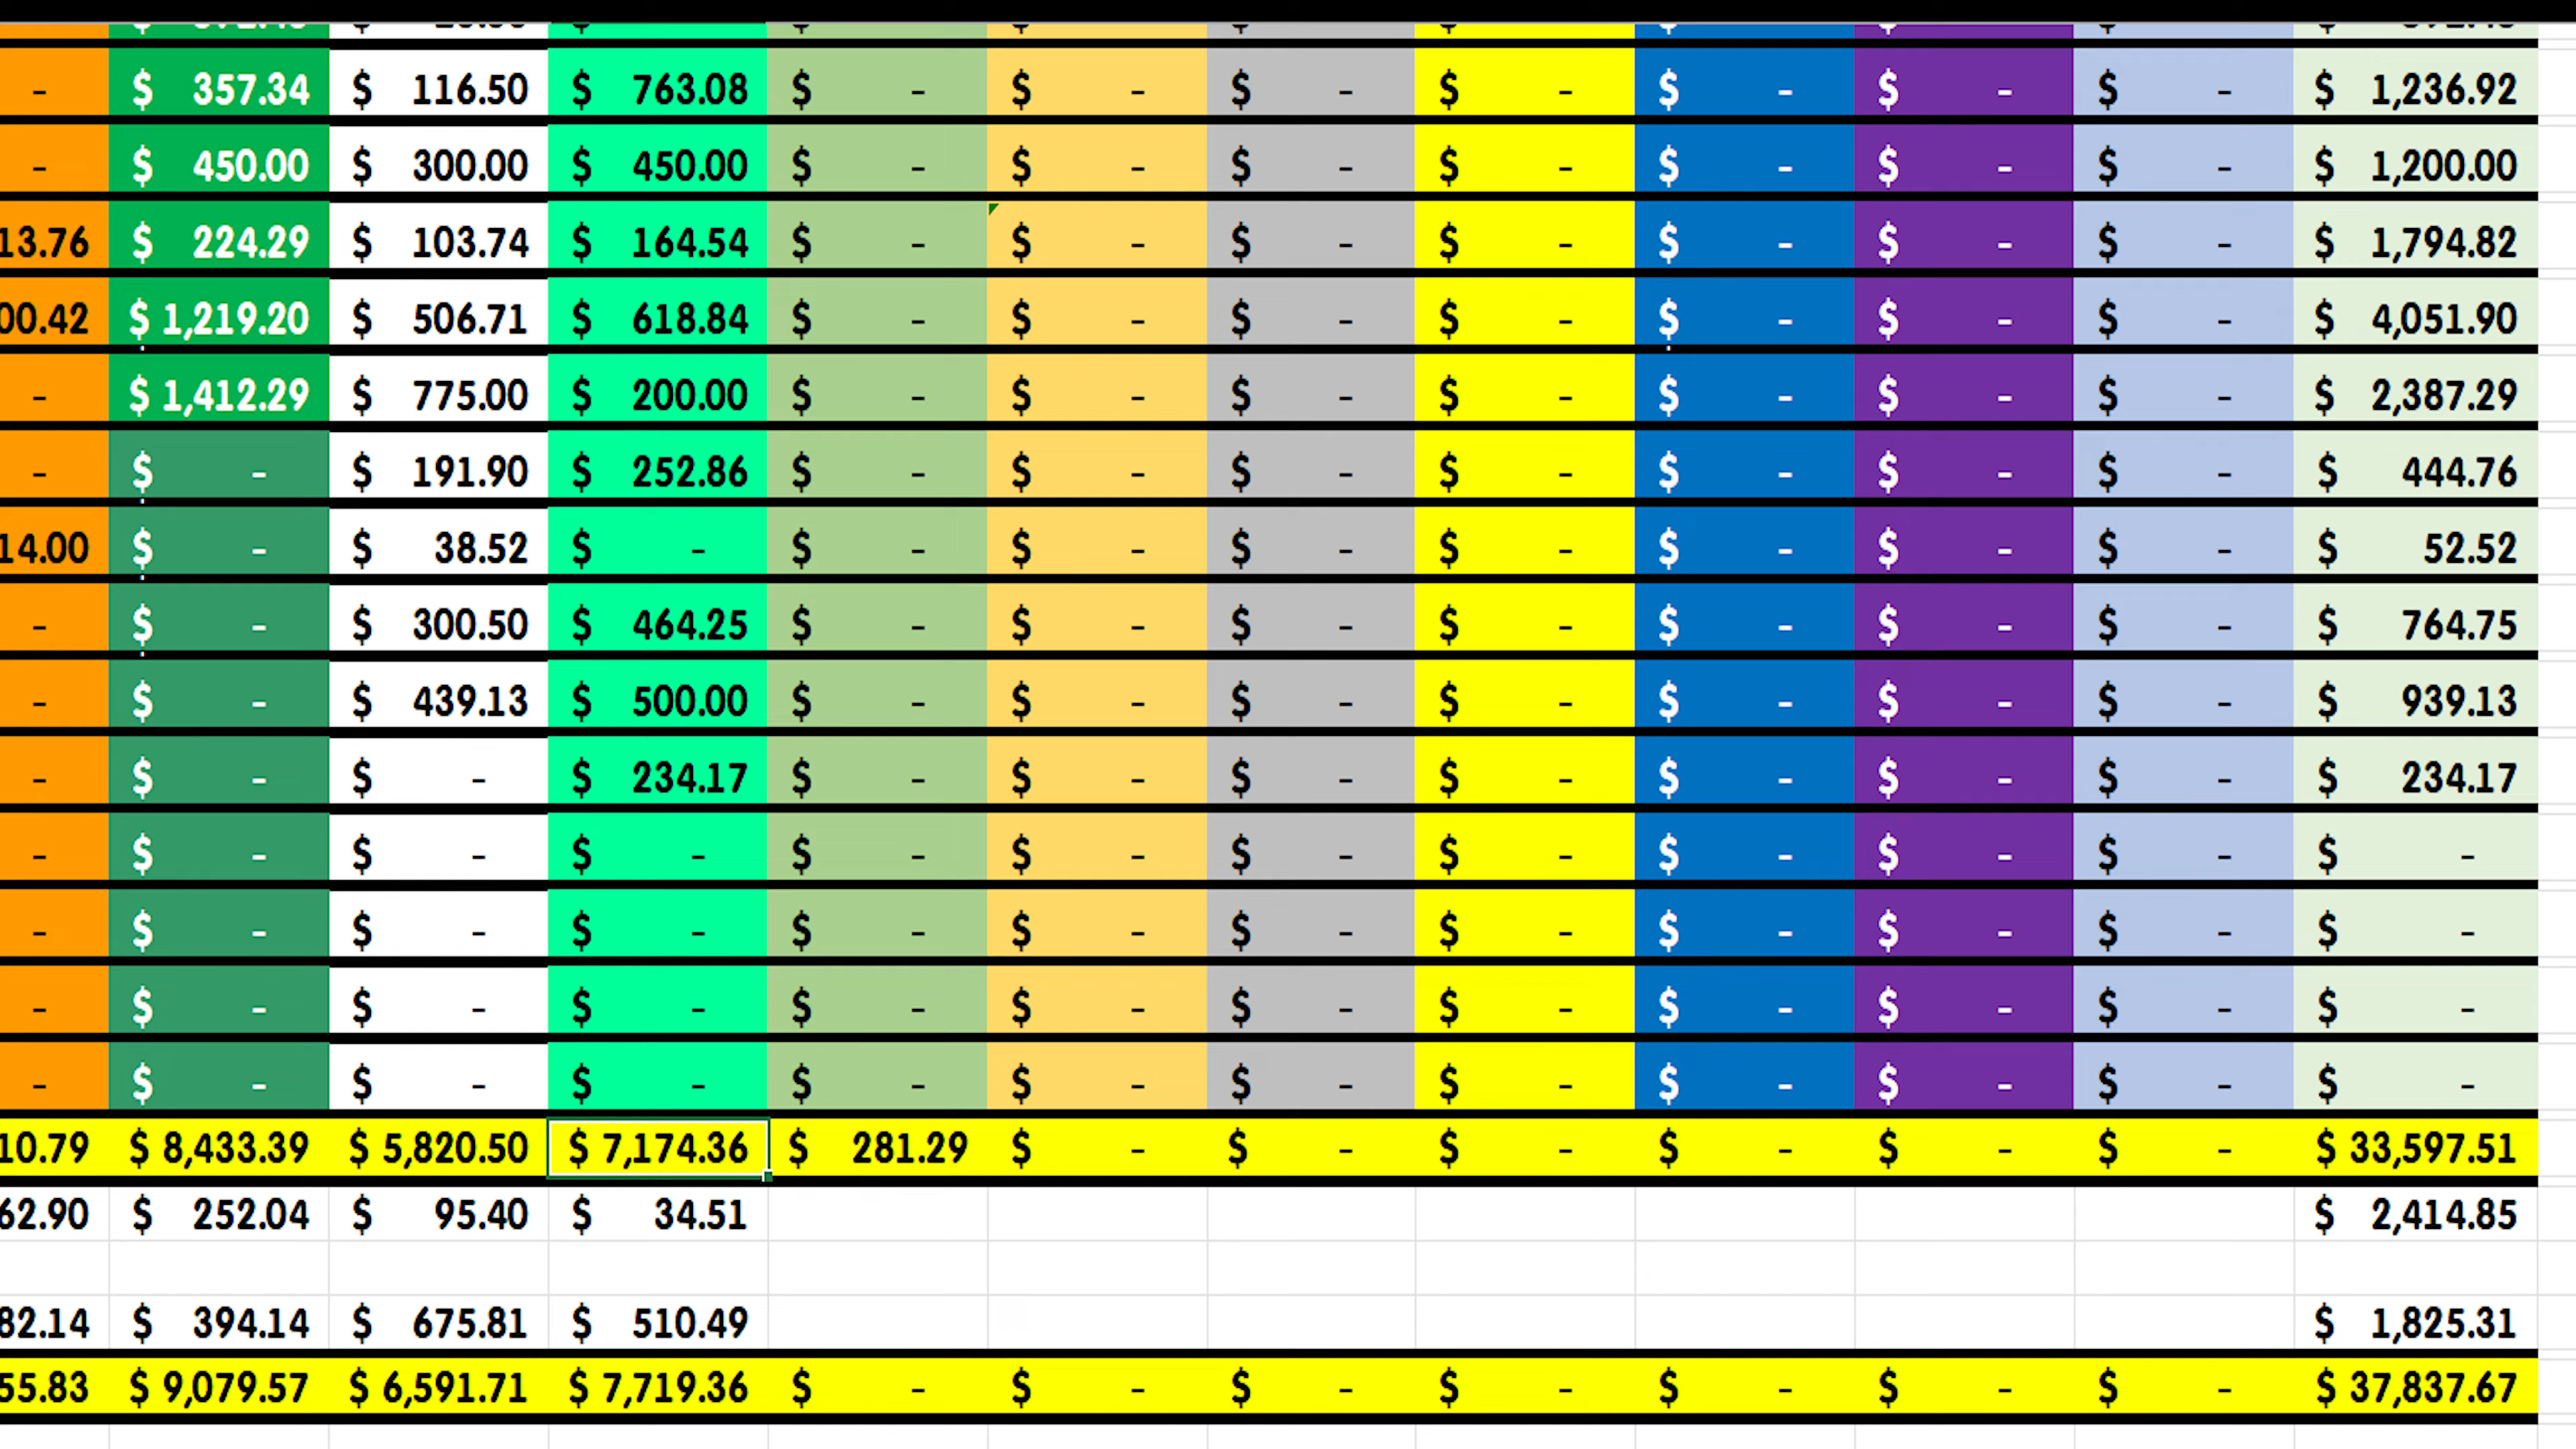 - $ 357.34 $ 116.50 $ 763.08 $ - $ - $ - $ - $ - $ - $ - $ 1,236.92
- $ 450.00 $ 300.00 $ 450.00 $ - $ - $ - $ - $ - $ - $ - $ 1,200.00
13.76 $ 224.29 $ 103.74 $ 164.54 $ - $ - $ - $ - $ - $ - $ - $ 1,794.82
00.42 $ 1,219.20 $ 506.71 $ 618.84 $ - $ - $ - $ - $ - $ - $ - $ 4,051.90
- $ 1,412.29 $ 775.00 $ 200.00 $ - $ - $ - $ - $ - $ - $ - $ 2,387.29
- $ - $ 191.90 $ 252.86 $ - $ - $ - $ - $ - $ - $ - $ 444.76
14.00 $ - $ 38.52 $ - $ - $ - $ - $ - $ - $ - $ - $ 52.52
- $ - $ 300.50 $ 464.25 $ - $ - $ - $ - $ - $ - $ - $ 764.75
- $ - $ 439.13 $ 500.00 $ - $ - $ - $ - $ - $ - $ - $ 939.13
- $ - $ - $ 234.17 $ - $ - $ - $ - $ - $ - $ - $ 234.17
- $ - $ - $ - $ - $ - $ - $ - $ - $ - $ - $ -
- $ - $ - $ - $ - $ - $ - $ - $ - $ - $ - $ -
- $ - $ - $ - $ - $ - $ - $ - $ - $ - $ - $ -
- $ - $ - $ - $ - $ - $ - $ - $ - $ - $ - $ -
10.79 $ 8,433.39 $ 5,820.50 $ 7,174.36 $ 281.29 $ - $ - $ - $ - $ - $ - $ 33,597.51
62.90 $ 252.04 $ 95.40 $ 34.51 $ 2,414.85
82.14 $ 394.14 $ 675.81 $ 510.49 $ 1,825.31
55.83 $ 9,079.57 $ 6,591.71 $ 7,719.36 $ - $ - $ - $ - $ - $ - $ - $ 37,837.67